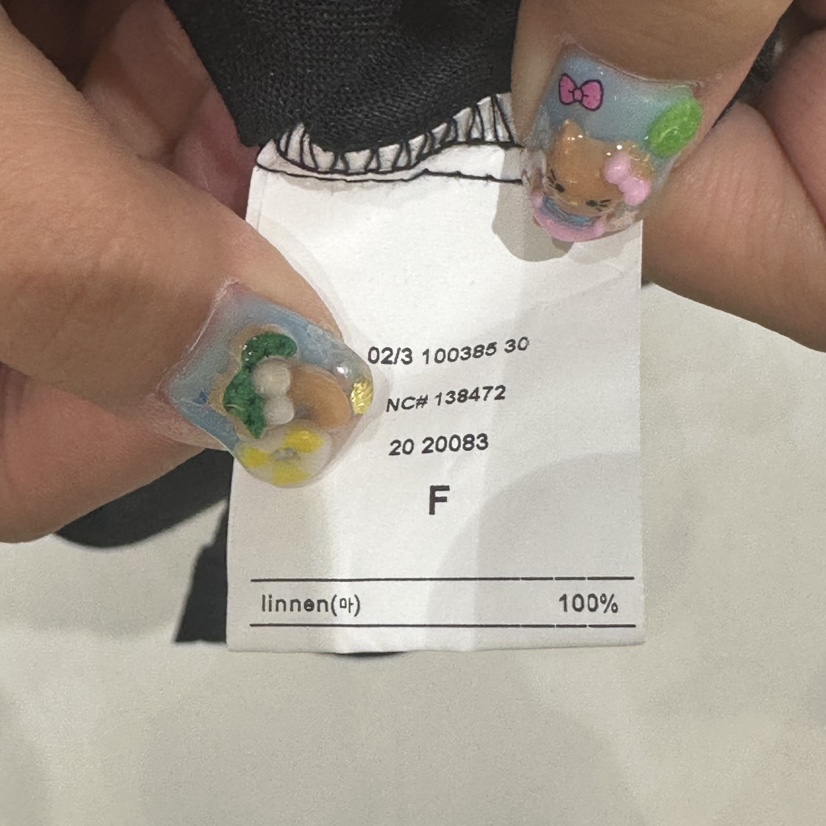 02/3 100385 30
NC# 138472
20 20083
F
linnen(마) 100%